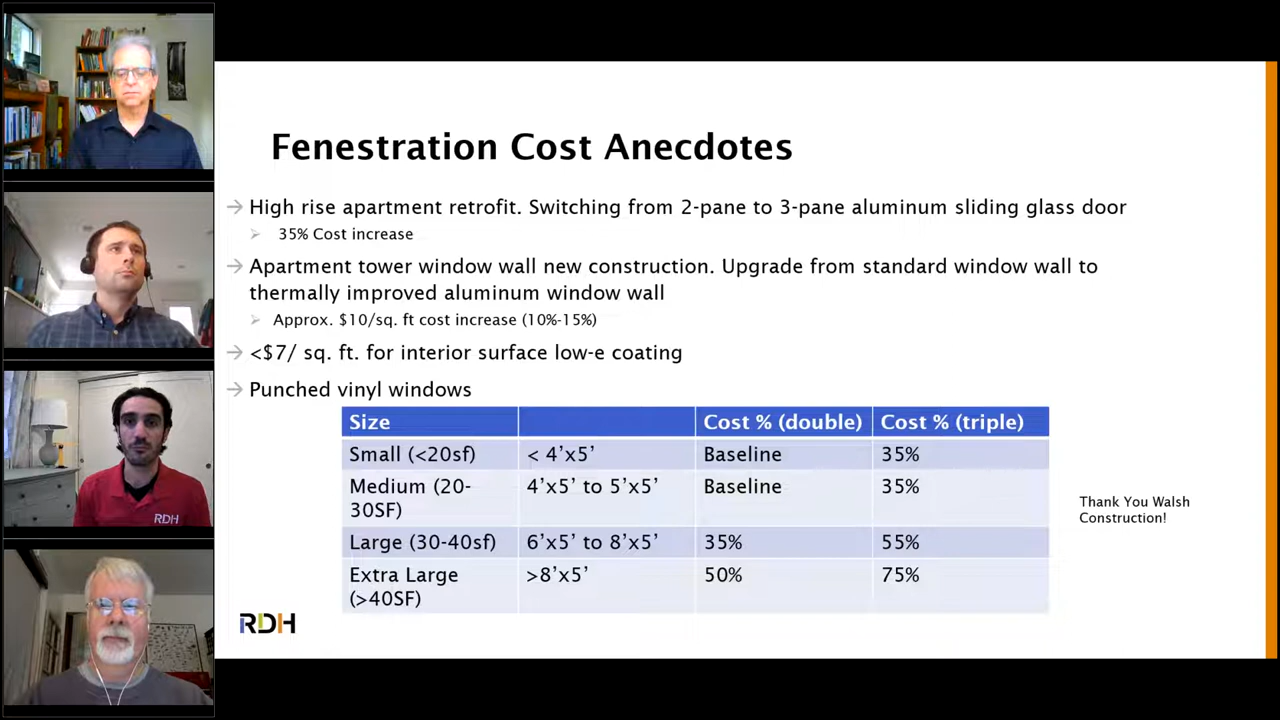 Fenestration Cost Anecdotes
High rise apartment retrofit. Switching from 2-pane to 3-pane aluminum sliding glass door
35% Cost increase
Apartment tower window wall new construction. Upgrade from standard window wall to
thermally improved aluminum window wall
Approx. $10/sq. ft cost increase (10%-15%)
<$7/ sq. ft. for interior surface low-e coating
Punched vinyl windows
Size Cost % (double) Cost % (triple)
Small (<20sf) < 4’x5’ Baseline 35%
Medium (20- 4’x5’ to 5’x5’ Baseline 35%
30SF)
Large (30-40sf) 6’x5’ to 8’x5’ 35% 55%
Extra Large >8’x5’ 50% 75%
(>40SF)
Thank You Walsh
Construction!
RDH
RDH